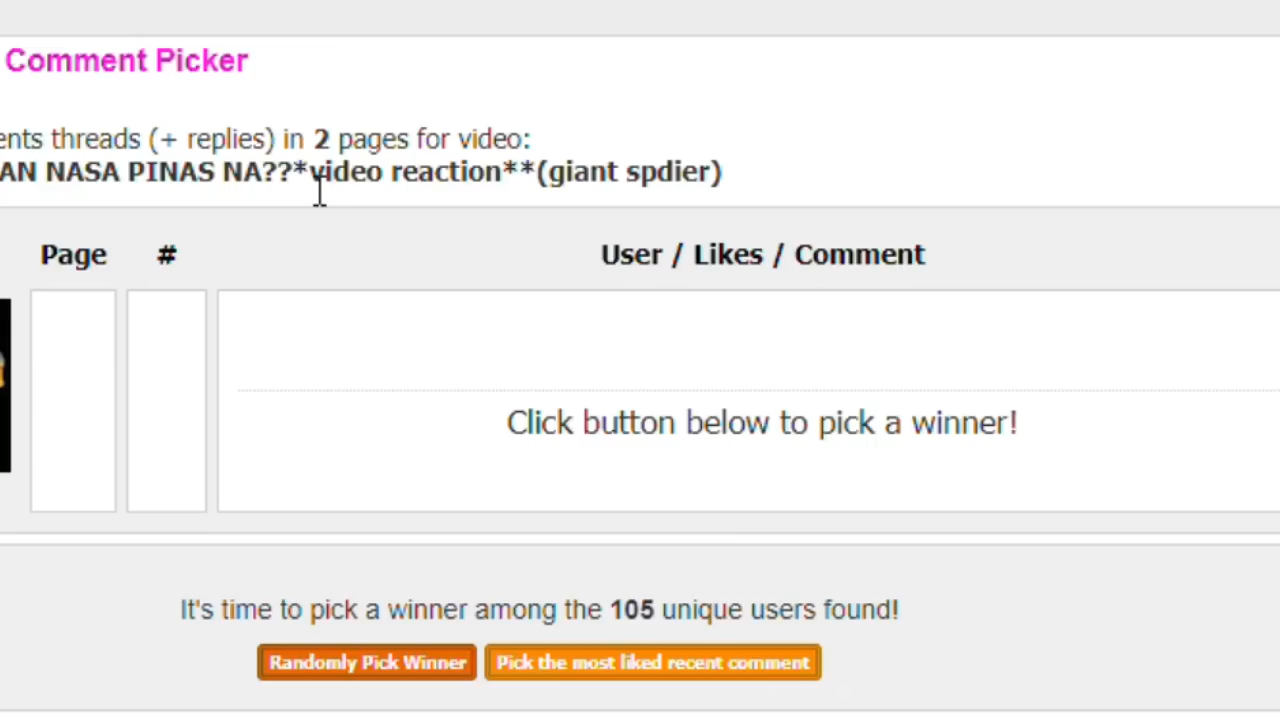 Comment Picker
ents threads (+ replies) in 2 pages for video:
AN NASA PINAS NA??*video reaction**(giant spdier)
Page # User / Likes / Comment
Click button below to pick a winner!
It's time to pick a winner among the 105 unique users found!
Randomly Pick Winner Pick the most liked recent comment